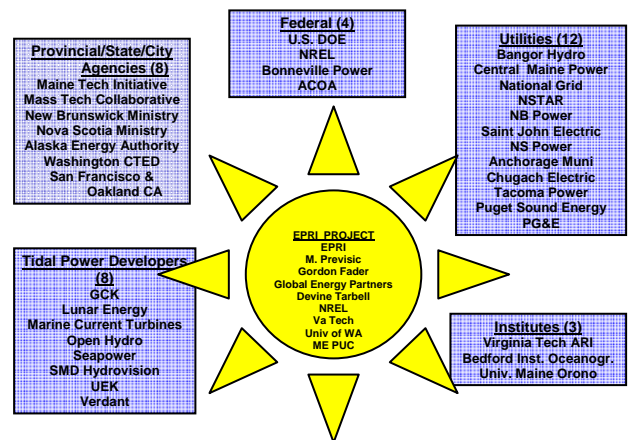 Provincial/State/City
Agencies (8)
Maine Tech Initiative
Mass Tech Collaborative
New Brunswick Ministry
Nova Scotia Ministry
Alaska Energy Authority
Washington CTED
San Francisco &
Oakland CA
Federal (4)
U.S. DOE
NREL
Bonneville Power
ACOA
Utilities (12)
Bangor Hydro
Central Maine Power
National Grid
NSTAR
NB Power
Saint John Electric
NS Power
Anchorage Muni
Chugach Electric
Tacoma Power
Puget Sound Energy
PG&E
EPRI PROJECT
EPRI
M. Previsic
Gordon Fader
Global Energy Partners
Devine Tarbell
NREL
Va Tech
Univ of WA
ME PUC
Tidal Power Developers
(8)
GCK
Lunar Energy
Marine Current Turbines
Open Hydro
Seapower
SMD Hydrovision
UEK
Verdant
Institutes (3)
Virginia Tech ARI
Bedford Inst. Oceanogr.
Univ. Maine Orono